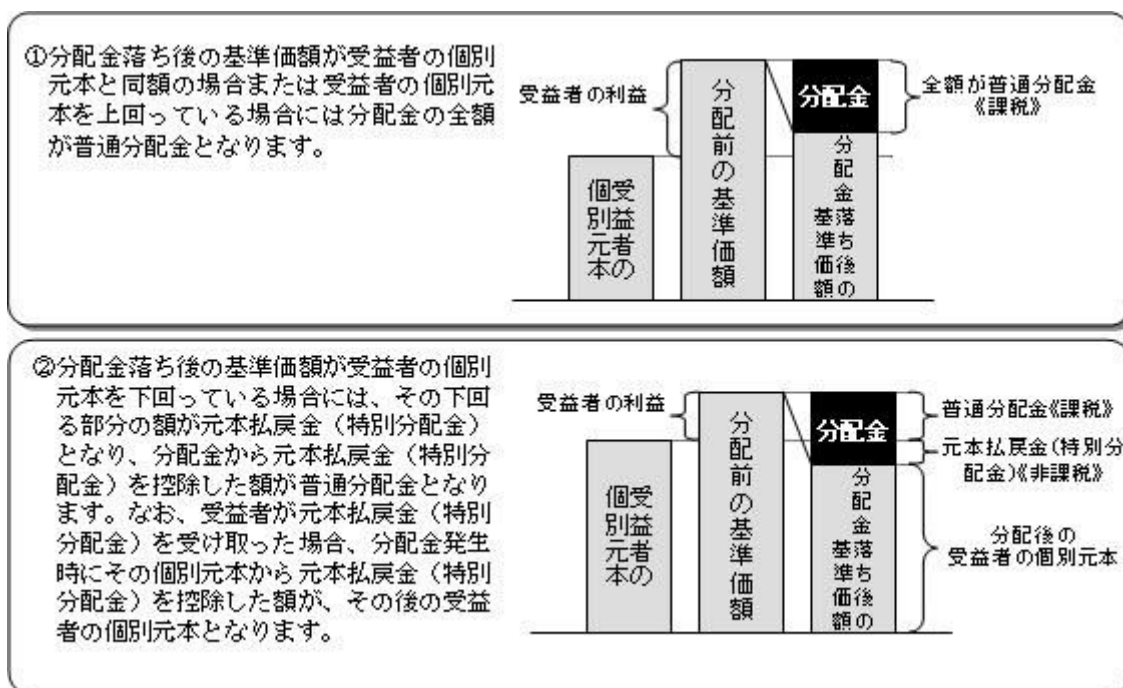 ①分配金落ち後の基準価額が受益者の個別
元本と同額の場合または受益者の個別元
本を上回っている場合には分配金の全額
が普通分配金となります。
受益者の利益
受益者の
個別元本
分配前の基準価額
分配金
分配金落ち後の
基準価額
全額が普通分配金
《課税》
②分配金落ち後の基準価額が受益者の個別
元本を下回っている場合には、その下回
る部分の額が元本払戻金（特別分配金）
となり、分配金から元本払戻金（特別分
配金）を控除した額が普通分配金となり
ます。なお、受益者が元本払戻金（特別
分配金）を受け取った場合、分配金発生
時にその個別元本から元本払戻金（特別
分配金）を控除した額が、その後の受益
者の個別元本となります。
受益者の利益
受益者の
個別元本
分配前の基準価額
分配金
分配金落ち後の
基準価額
普通分配金《課税》
元本払戻金(特別分
配金)《非課税》
分配後の
受益者の個別元本